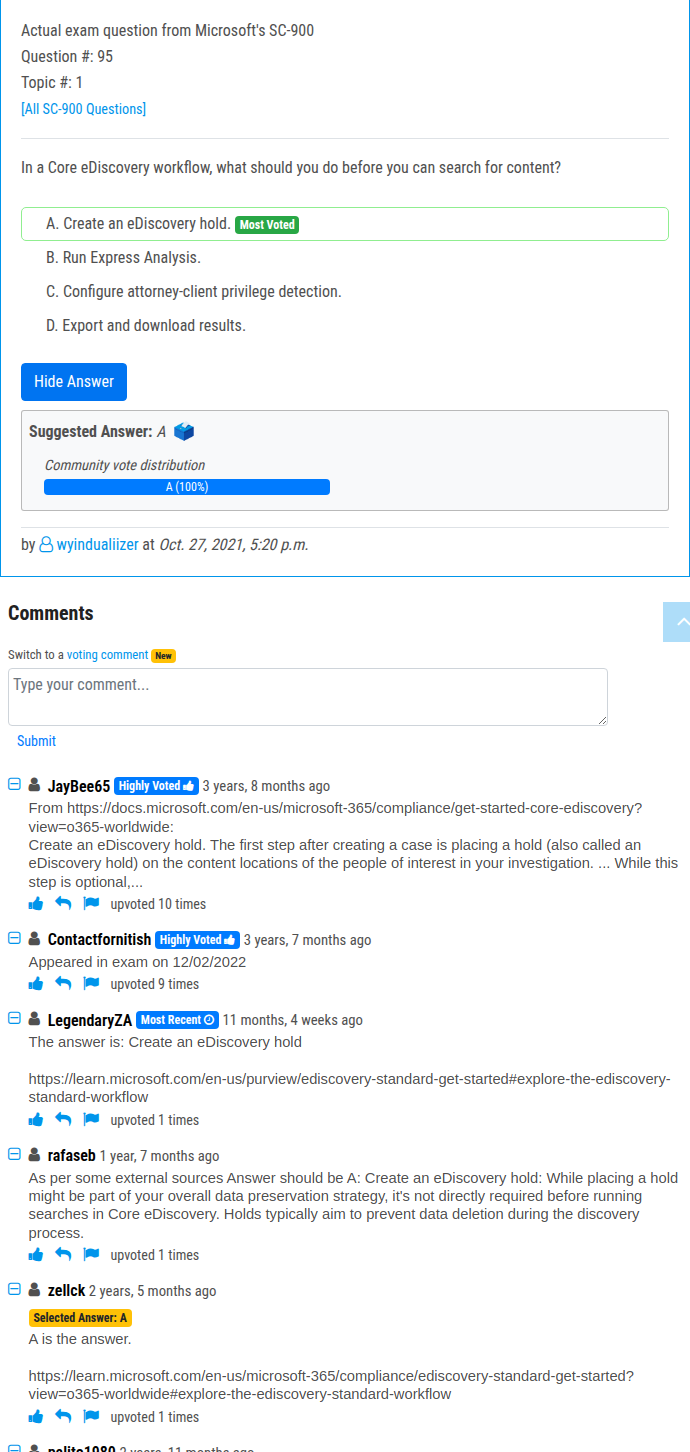 Actual exam question from Microsoft's SC-900
Question #: 95
Topic #: 1
[All SC-900 Questions]
In a Core eDiscovery workflow, what should you do before you can search for content?
A. Create an eDiscovery hold. Most Voted
B. Run Express Analysis.
C. Configure attorney-client privilege detection.
D. Export and download results.
Hide Answer
Suggested Answer: A
Community vote distribution
A (100%)
by wyindualiizer at Oct. 27, 2021, 5:20 p.m.
Comments
Switch to a voting comment New
Type your comment...
Submit
JayBee65 Highly Voted 3 years, 8 months ago
From https://docs.microsoft.com/en-us/microsoft-365/compliance/get-started-core-ediscovery?
view=o365-worldwide:
Create an eDiscovery hold. The first step after creating a case is placing a hold (also called an
eDiscovery hold) on the content locations of the people of interest in your investigation. ... While this
step is optional,...
upvoted 10 times
Contactfornitish Highly Voted 3 years, 7 months ago
Appeared in exam on 12/02/2022
upvoted 9 times
LegendaryZA Most Recent 11 months, 4 weeks ago
The answer is: Create an eDiscovery hold
https://learn.microsoft.com/en-us/purview/ediscovery-standard-get-started#explore-the-ediscovery-
standard-workflow
upvoted 1 times
rafaseb 1 year, 7 months ago
As per some external sources Answer should be A: Create an eDiscovery hold: While placing a hold
might be part of your overall data preservation strategy, it's not directly required before running
searches in Core eDiscovery. Holds typically aim to prevent data deletion during the discovery
process.
upvoted 1 times
zellck 2 years, 5 months ago
Selected Answer: A
A is the answer.
https://learn.microsoft.com/en-us/microsoft-365/compliance/ediscovery-standard-get-started?
view=o365-worldwide#explore-the-ediscovery-standard-workflow
upvoted 1 times